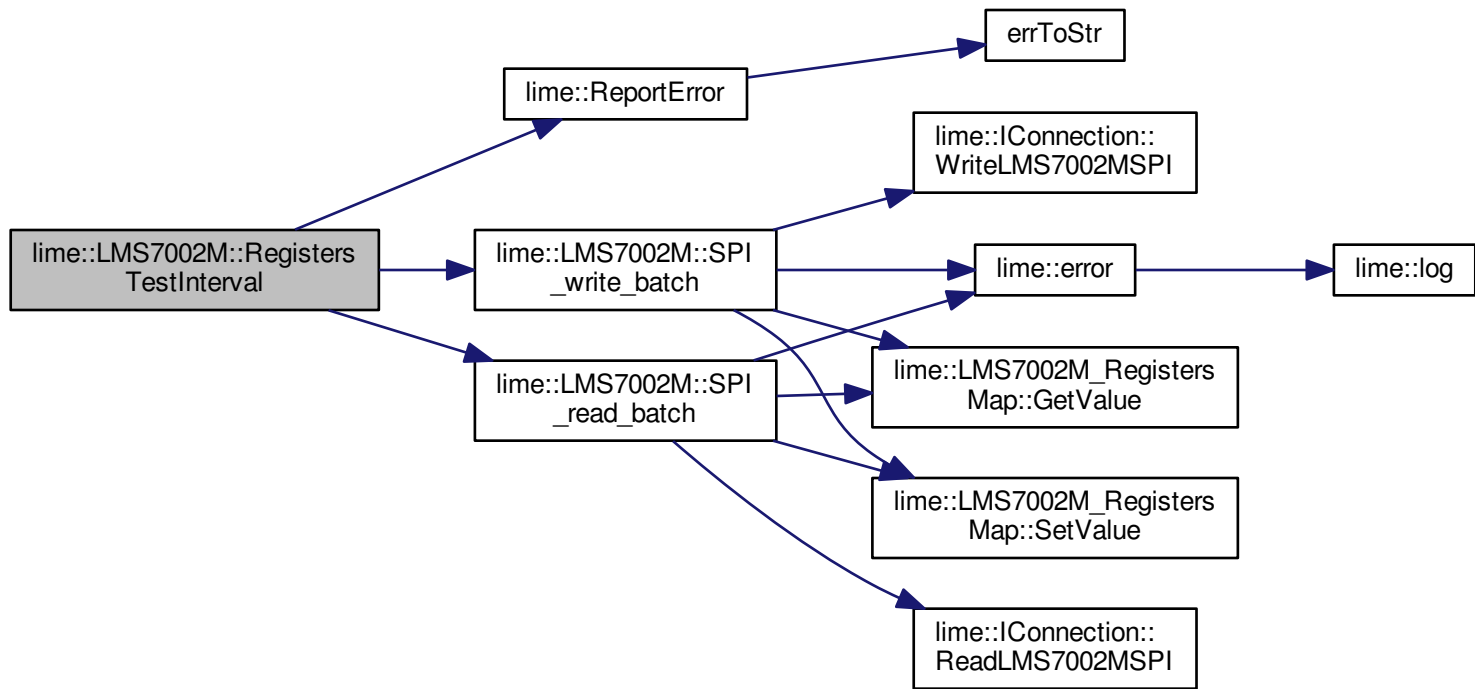 errToStr
lime::ReportError
lime::IConnection::
WriteLMS7002MSPI
lime::LMS7002M::Registers
TestInterval
lime::LMS7002M::SPI
_write_batch
lime::error
lime::log
lime::LMS7002M_Registers
Map::GetValue
lime::LMS7002M::SPI
_read_batch
lime::LMS7002M_Registers
Map::SetValue
lime::IConnection::
ReadLMS7002MSPI